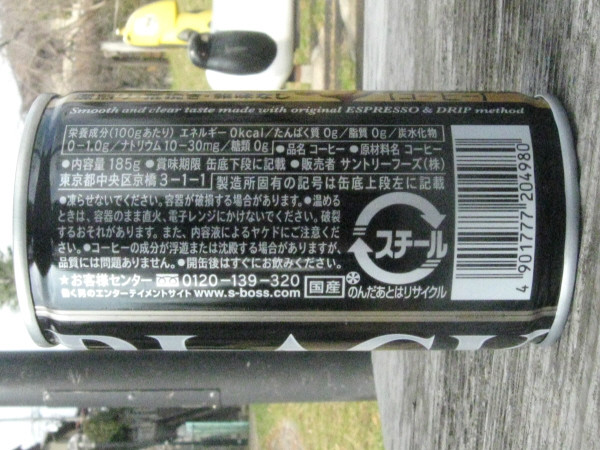 Smooth and clear taste made with original ESPRESSO & DRIP method
栄養成分(100gあたり) エネルギー 0kcal/たんぱく質 0g/脂質 0g/炭水化物
0-1.0g/ナトリウム 10-30mg/糖類 0g ●品名 コーヒー ●原材料名 コーヒー
●内容量 185g ●賞味期限 缶底下段に記載 ●販売者 サントリーフーズ(株)
東京都中央区京橋 3-1-1 製造所固有の記号は缶底上段左に記載
●凍らせないでください。容器が破損する場合があります。●温める
ときは、容器のまま直火、電子レンジにかけないでください。破裂
するおそれがあります。また、内容液によるヤケドにご注意くださ
い。●コーヒーの成分が浮遊または沈殿する場合がありますが、
品質には問題ありません。●開缶後はすぐにお飲みください。
★お客様センター 0120-139-320 国産
働く男のエンターテイメントサイト www.s-boss.com
スチール
のんだあとはリサイクル
4 901777 204980
BLACK